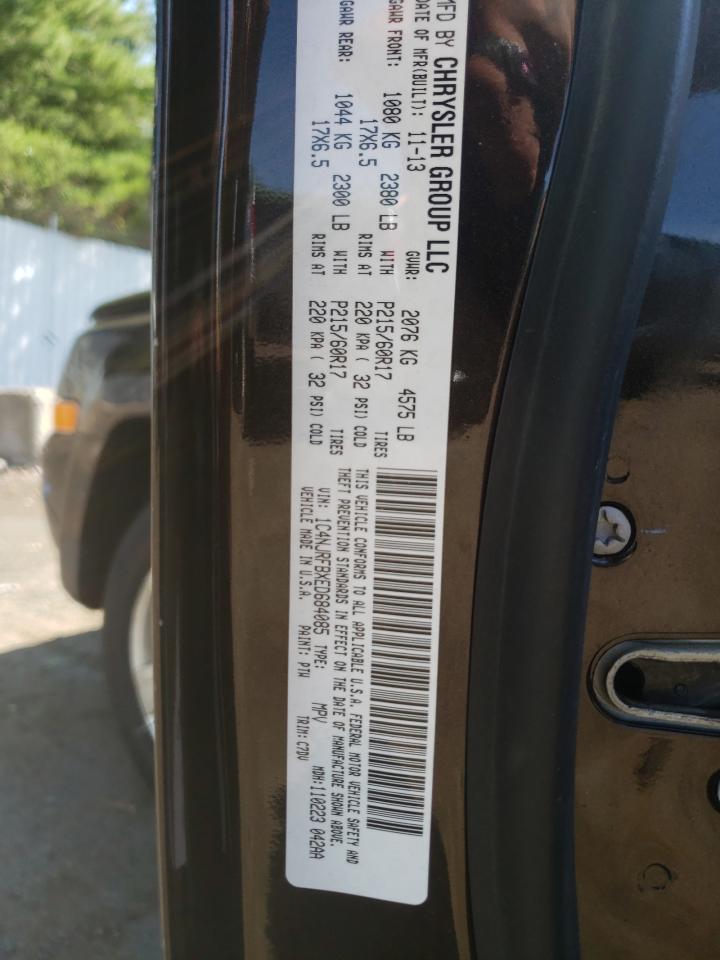 MFD BY CHRYSLER GROUP LLC
DATE OF MFR(BUILT): 11-13 GVWR: 2076 KG 4575 LB
GAWR FRONT: 1080 KG 2380 LB WITH P215/60R17 TIRES
17X6.5 RIMS AT 220 KPA ( 32 PSI) COLD
GAWR REAR: 1044 KG 2300 LB WITH P215/60R17 TIRES
17X6.5 RIMS AT 220 KPA ( 32 PSI) COLD
THIS VEHICLE CONFORMS TO ALL APPLICABLE U.S.A. FEDERAL MOTOR VEHICLE SAFETY AND
THEFT PREVENTION STANDARDS IN EFFECT ON THE DATE OF MANUFACTURE SHOWN ABOVE.
VIN: 1C4NJRFBXED684085 TYPE: MPV MDH:110223 042AA
VEHICLE MADE IN U.S.A. PAINT: PTW TRIM: C7DV